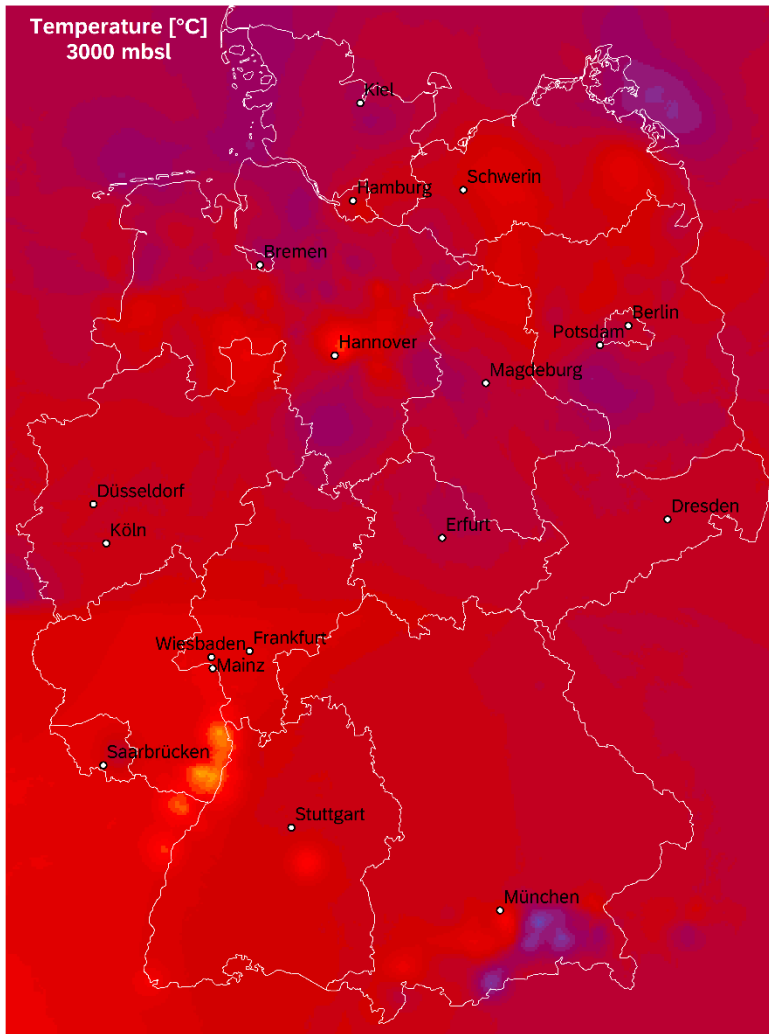 Temperature [°C]
3000 mbsl
Kiel
Schwerin
Hamburg
Bremen
Berlin
Potsdam
Hannover
Magdeburg
Düsseldorf
Dresden
Köln
Erfurt
Wiesbaden
Frankfurt
Mainz
Saarbrücken
Stuttgart
München